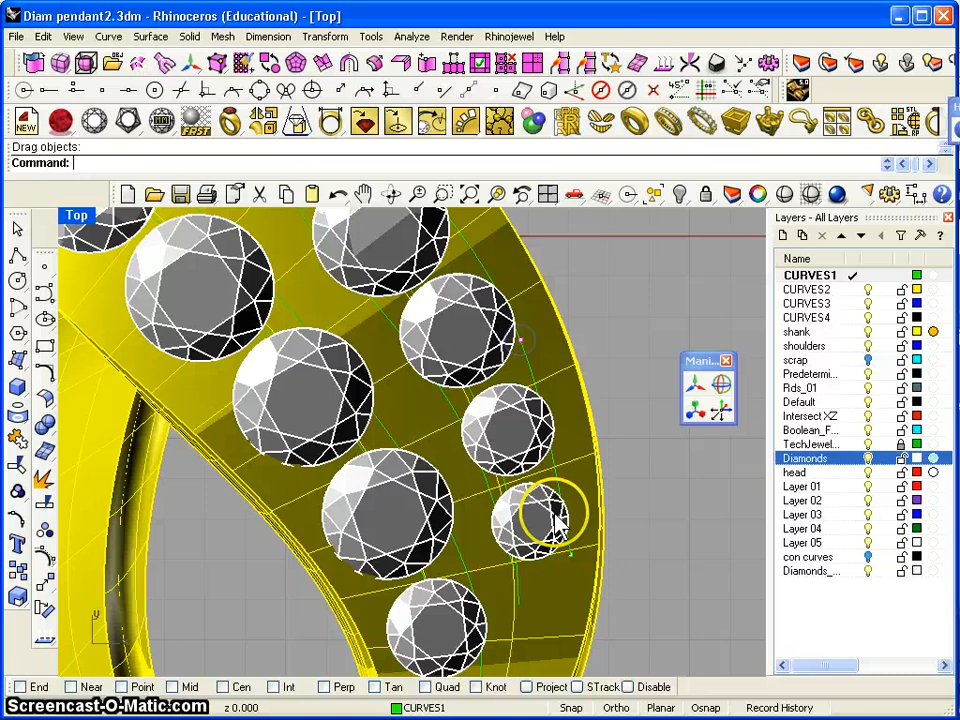 Diam pendant2.3dm - Rhinoceros (Educational) - [Top]
File Edit View Curve Surface Solid Mesh Dimension Transform Tools Analyze Render Rhinojewel Help
Drag objects:
Command:
Top
Layers - All Layers
Name
CURVES1
CURVES2
CURVES3
CURVES4
shank
shoulders
scrap
Predetermi...
Rds_01
Default
Intersect XZ
Boolean_F...
TechJewel...
Diamonds
head
Layer 01
Layer 02
Layer 03
Layer 04
Layer 05
con curves
Diamonds_...
Mani...
End Near Point Mid Cen Int Perp Tan Quad Knot Project STrack Disable
Screencast-O-Matic.com z 0.000 CURVES1 Snap Ortho Planar Osnap Record History